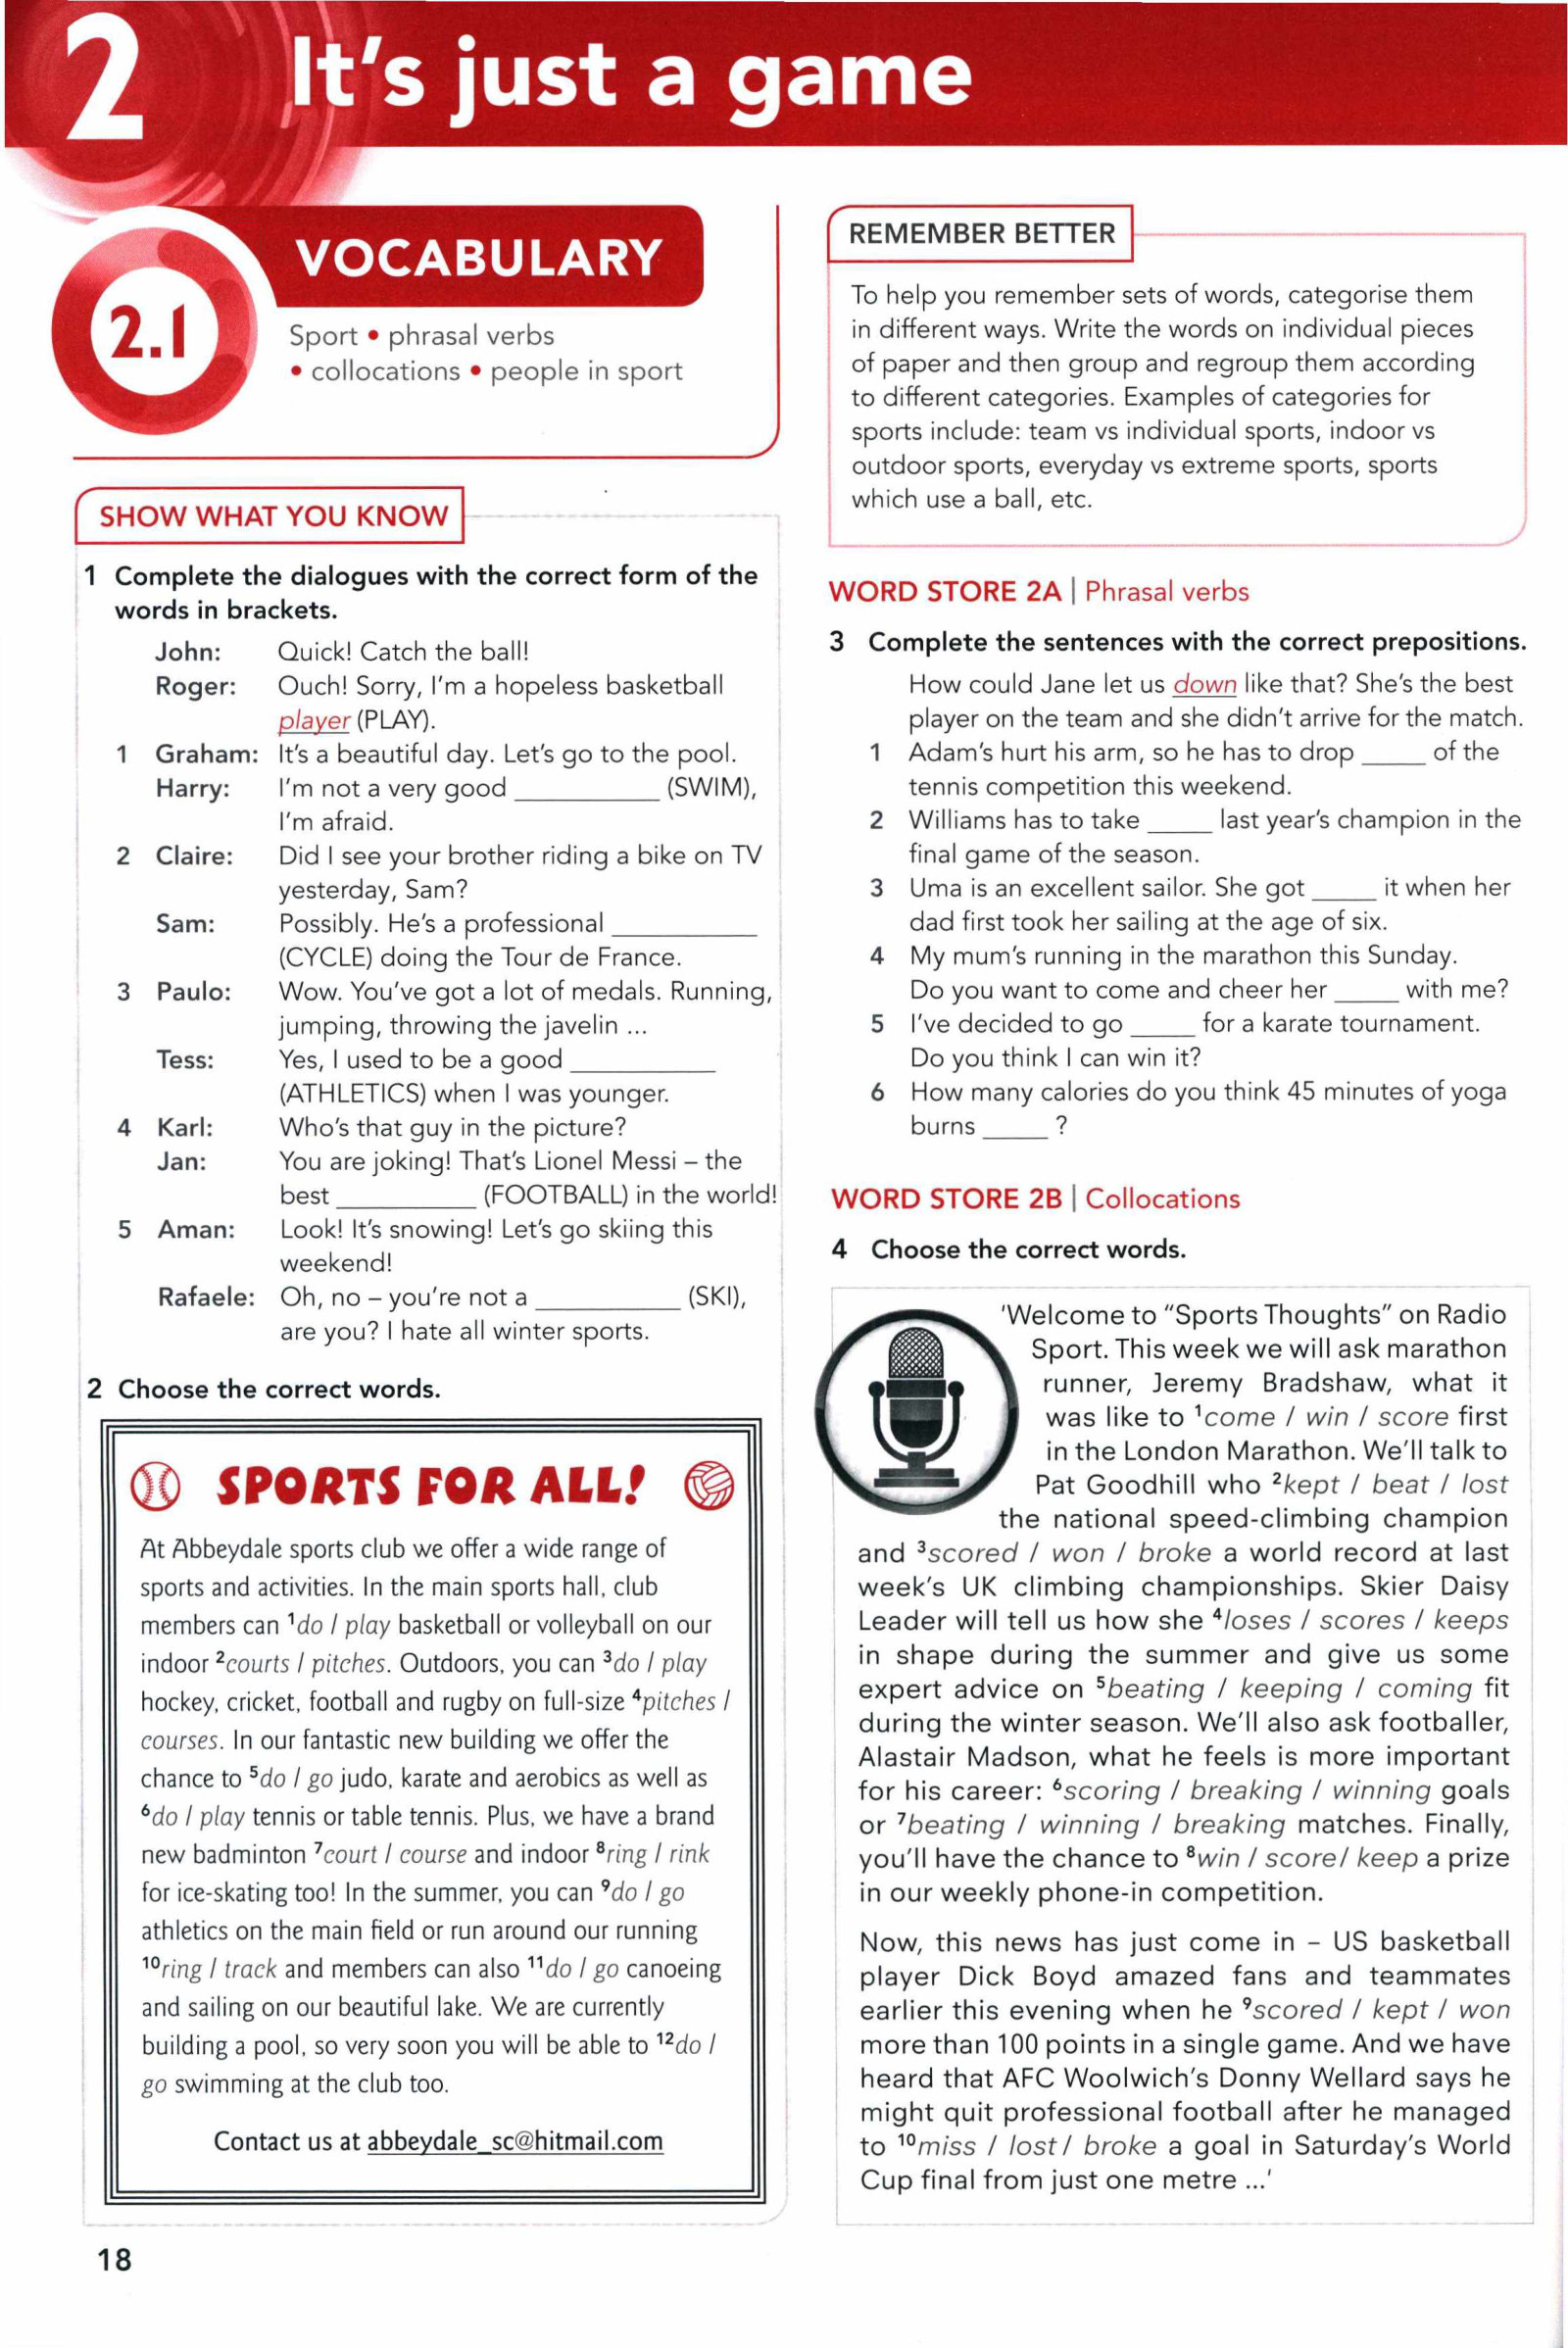 2 It's just a game
2.1 VOCABULARY
Sport • phrasal verbs
• collocations • people in sport
SHOW WHAT YOU KNOW
1 Complete the dialogues with the correct form of the
words in brackets.
John: Quick! Catch the ball!
Roger: Ouch! Sorry, I'm a hopeless basketball
player (PLAY).
1 Graham: It's a beautiful day. Let's go to the pool.
Harry: I'm not a very good ____ (SWIM),
I'm afraid.
2 Claire: Did I see your brother riding a bike on TV
yesterday, Sam?
Sam: Possibly. He's a professional ____
(CYCLE) doing the Tour de France.
3 Paulo: Wow. You've got a lot of medals. Running,
jumping, throwing the javelin ...
Tess: Yes, I used to be a good ____
(ATHLETICS) when I was younger.
4 Karl: Who's that guy in the picture?
Jan: You are joking! That's Lionel Messi – the
best ____ (FOOTBALL) in the world!
5 Aman: Look! It's snowing! Let's go skiing this
weekend!
Rafaele: Oh, no – you're not a ____ (SKI),
are you? I hate all winter sports.
2 Choose the correct words.
SPORTS FOR ALL!
At Abbeydale sports club we offer a wide range of
sports and activities. In the main sports hall, club
members can ¹do / play basketball or volleyball on our
indoor ²courts / pitches. Outdoors, you can ³do / play
hockey, cricket, football and rugby on full-size ⁴pitches /
courses. In our fantastic new building we offer the
chance to ⁵do / go judo, karate and aerobics as well as
⁶do / play tennis or table tennis. Plus, we have a brand
new badminton ⁷court / course and indoor ⁸ring / rink
for ice-skating too! In the summer, you can ⁹do / go
athletics on the main field or run around our running
¹⁰ring / track and members can also ¹¹do / go canoeing
and sailing on our beautiful lake. We are currently
building a pool, so very soon you will be able to ¹²do /
go swimming at the club too.
Contact us at abbeydale_sc@hitmail.com
18
REMEMBER BETTER
To help you remember sets of words, categorise them
in different ways. Write the words on individual pieces
of paper and then group and regroup them according
to different categories. Examples of categories for
sports include: team vs individual sports, indoor vs
outdoor sports, everyday vs extreme sports, sports
which use a ball, etc.
WORD STORE 2A | Phrasal verbs
3 Complete the sentences with the correct prepositions.
How could Jane let us down like that? She's the best
player on the team and she didn't arrive for the match.
1 Adam's hurt his arm, so he has to drop ____ of the
tennis competition this weekend.
2 Williams has to take ____ last year's champion in the
final game of the season.
3 Uma is an excellent sailor. She got ____ it when her
dad first took her sailing at the age of six.
4 My mum's running in the marathon this Sunday.
Do you want to come and cheer her ____ with me?
5 I've decided to go ____ for a karate tournament.
Do you think I can win it?
6 How many calories do you think 45 minutes of yoga
burns ____ ?
WORD STORE 2B | Collocations
4 Choose the correct words.
'Welcome to "Sports Thoughts" on Radio
Sport. This week we will ask marathon
runner, Jeremy Bradshaw, what it
was like to ¹come / win / score first
in the London Marathon. We'll talk to
Pat Goodhill who ²kept / beat / lost
the national speed-climbing champion
and ³scored / won / broke a world record at last
week's UK climbing championships. Skier Daisy
Leader will tell us how she ⁴loses / scores / keeps
in shape during the summer and give us some
expert advice on ⁵beating / keeping / coming fit
during the winter season. We'll also ask footballer,
Alastair Madson, what he feels is more important
for his career: ⁶scoring / breaking / winning goals
or ⁷beating / winning / breaking matches. Finally,
you'll have the chance to ⁸win / score/ keep a prize
in our weekly phone-in competition.
Now, this news has just come in – US basketball
player Dick Boyd amazed fans and teammates
earlier this evening when he ⁹scored / kept / won
more than 100 points in a single game. And we have
heard that AFC Woolwich's Donny Wellard says he
might quit professional football after he managed
to ¹⁰miss / lost/ broke a goal in Saturday's World
Cup final from just one metre ...'